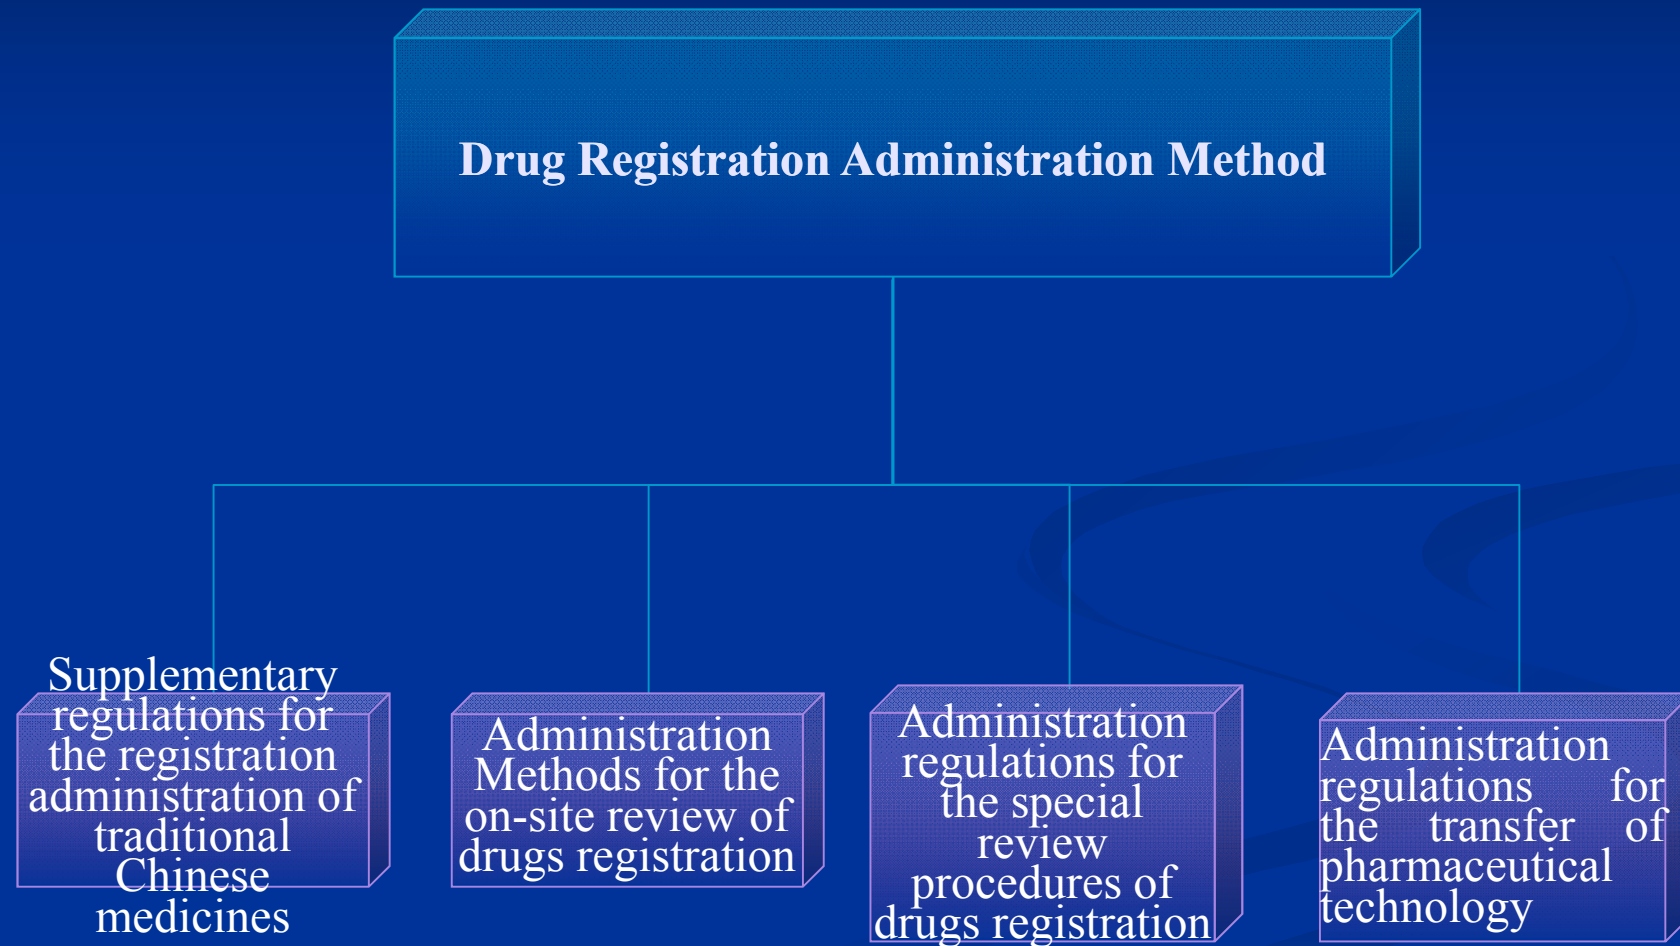 Drug Registration Administration Method
Supplementary
regulations for
the registration
administration of
traditional
Chinese
medicines
Administration
Methods for the
on-site review of
drugs registration
Administration
regulations for
the special
review
procedures of
drugs registration
Administration
regulations for
the transfer of
pharmaceutical
technology